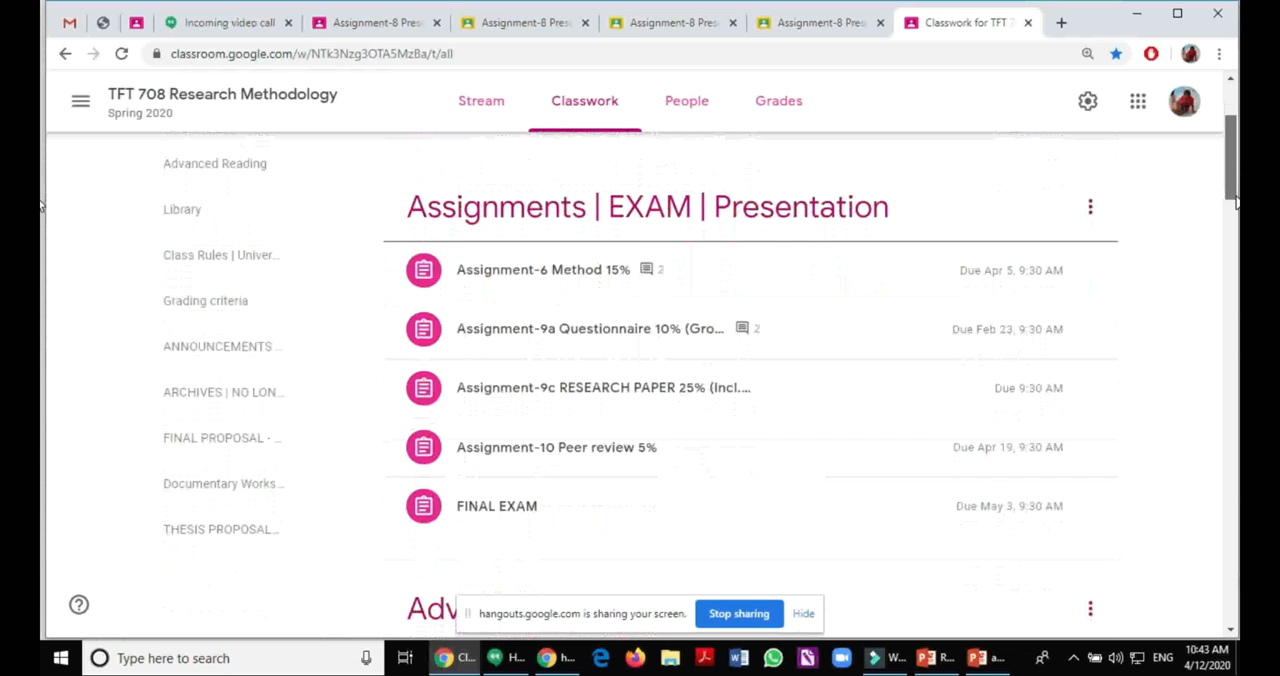 Incoming video call
Assignment-8 Pres
Assignment-8 Pres
Assignment-8 Pres
Assignment-8 Pres
Classwork for TFT 7
classroom.google.com/w/NTk3Nzg3OTA5MzBa/t/all
TFT 708 Research Methodology
Spring 2020
Stream
Classwork
People
Grades
Advanced Reading
Library
Class Rules | Univer...
Grading criteria
ANNOUNCEMENTS ...
ARCHIVES | NO LON...
FINAL PROPOSAL - ...
Documentary Works...
THESIS PROPOSAL...
Assignments | EXAM | Presentation
Assignment-6 Method 15% 2 Due Apr 5, 9:30 AM
Assignment-9a Questionnaire 10% (Gro... 2 Due Feb 23, 9:30 AM
Assignment-9c RESEARCH PAPER 25% (Incl.... Due 9:30 AM
Assignment-10 Peer review 5% Due Apr 19, 9:30 AM
FINAL EXAM Due May 3, 9:30 AM
Adv
hangouts.google.com is sharing your screen. Stop sharing Hide
Type here to search
Cl...
H...
h...
W...
R...
a...
ENG
10:43 AM
4/12/2020